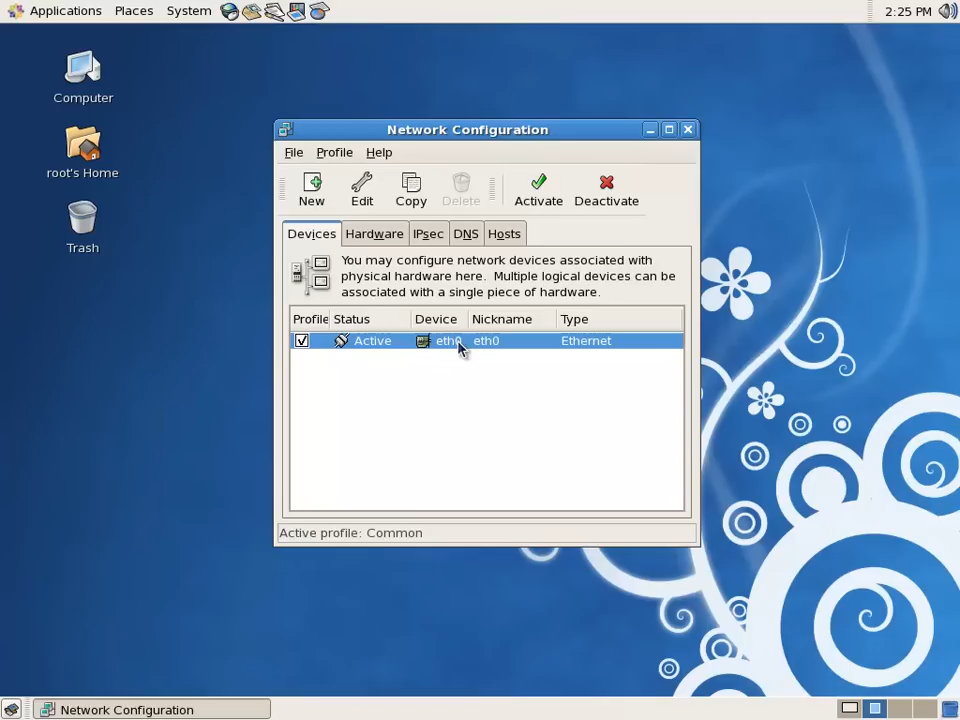 Applications Places System 2:25 PM
Computer
root's Home
Trash
Network Configuration
File Profile Help
New Edit Copy Delete Activate Deactivate
Devices Hardware IPsec DNS Hosts
You may configure network devices associated with
physical hardware here. Multiple logical devices can be
associated with a single piece of hardware.
Profile Status Device Nickname Type
Active eth0 eth0 Ethernet
Active profile: Common
Network Configuration